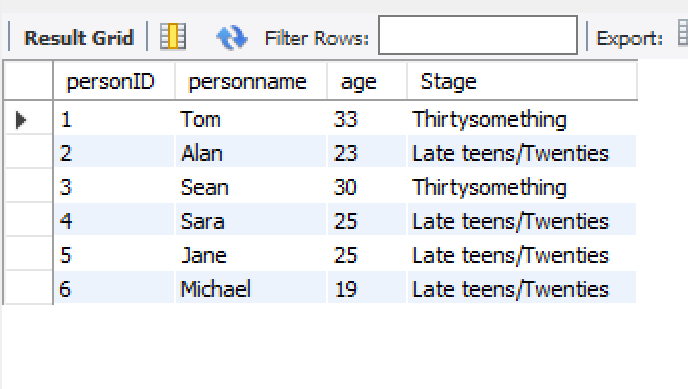 Result Grid Filter Rows: Export:
personID personname age Stage
1 Tom 33 Thirtysomething
2 Alan 23 Late teens/Twenties
3 Sean 30 Thirtysomething
4 Sara 25 Late teens/Twenties
5 Jane 25 Late teens/Twenties
6 Michael 19 Late teens/Twenties